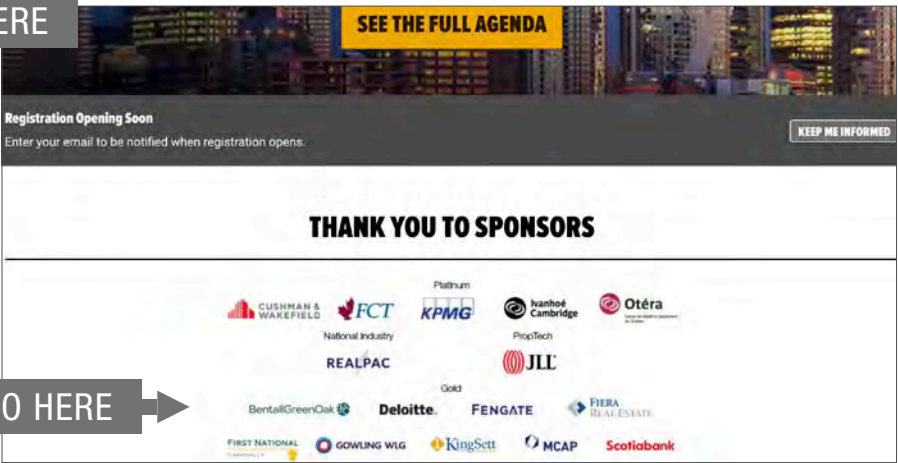 ERE
SEE THE FULL AGENDA
Registration Opening Soon
Enter your email to be notified when registration opens.
KEEP ME INFORMED
THANK YOU TO SPONSORS
Platinum
CUSHMAN & WAKEFIELD
FCT
KPMG
Ivanhoé Cambridge
Otéra
National Industry
PropTech
REALPAC
JLL
Gold
O HERE
BentallGreenOak
Deloitte.
FENGATE
FIERA REAL ESTATE
FIRST NATIONAL
GOWLING WLG
KingSett
MCAP
Scotiabank